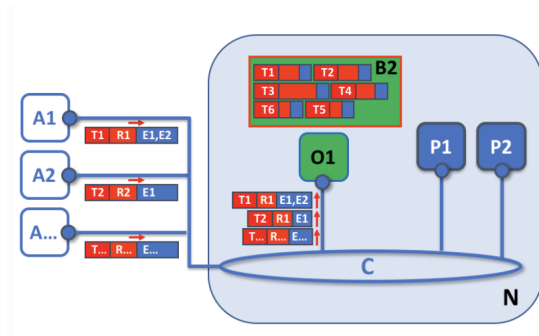 B2
T1 T2
T3 T4
T6 T5
A1
T1 R1 E1,E2
A2
T2 R2 E1
A...
T... R... E...
O1
T1 R1 E1,E2
T2 R1 E1
T... R... E...
P1 P2
C
N